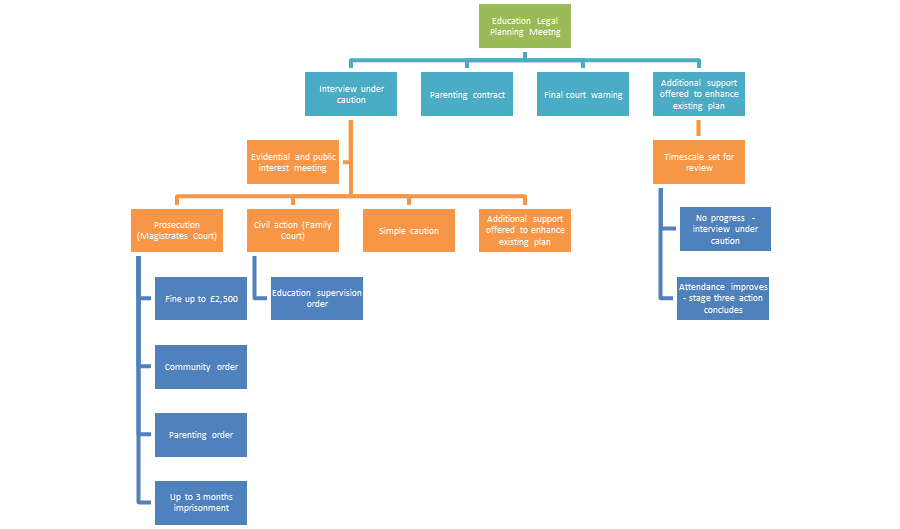 Education Legal
Planning Meetng
Interview under
caution
Parenting contract
Final court warning
Additional support
offered to enhance
existing plan
Evidential and public
interest meeting
Timescale set for
review
Prosecution
(Magistrates Court)
Civil action (Family
Court)
Simple caution
Additional support
offered to enhance
existing plan
No progress -
interview under
caution
Fine up to £2,500
Education supervision
order
Attendance improves
- stage three action
concludes
Community order
Parenting order
Up to 3 months
imprisonment